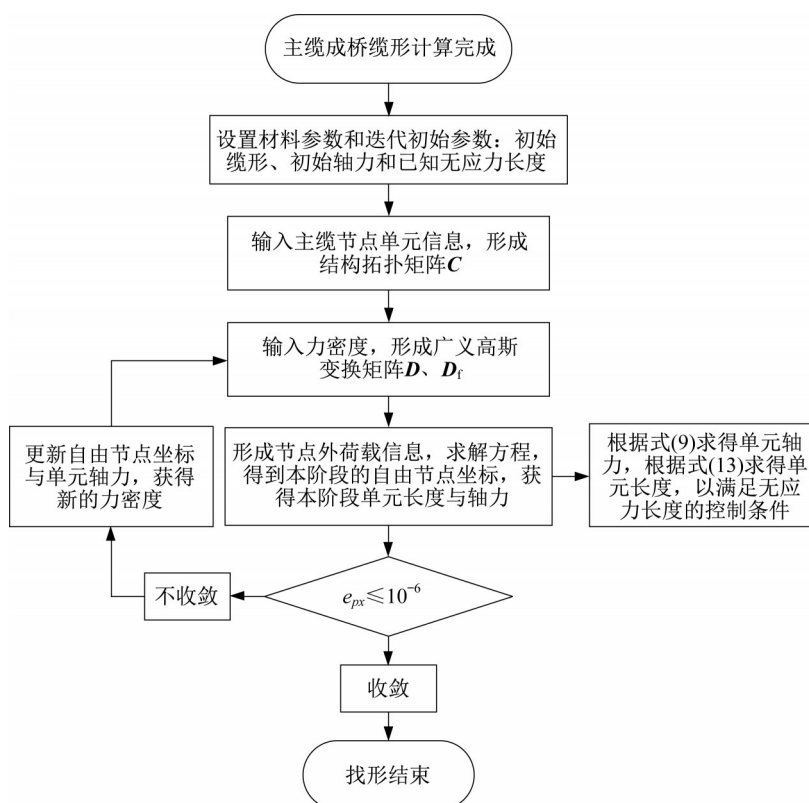 主缆成桥缆形计算完成
设置材料参数和迭代初始参数：初始
缆形、初始轴力和已知无应力长度
输入主缆节点单元信息，形成
结构拓扑矩阵C
输入力密度，形成广义高斯
变换矩阵D、Df
更新自由节点坐标
与单元轴力，获得
新的力密度
形成节点外荷载信息，求解方程，
得到本阶段的自由节点坐标，获
得本阶段单元长度与轴力
根据式(9)求得单元轴
力，根据式(13)求得单
元长度，以满足无应
力长度的控制条件
不收敛
epx≤10⁻⁶
收敛
找形结束